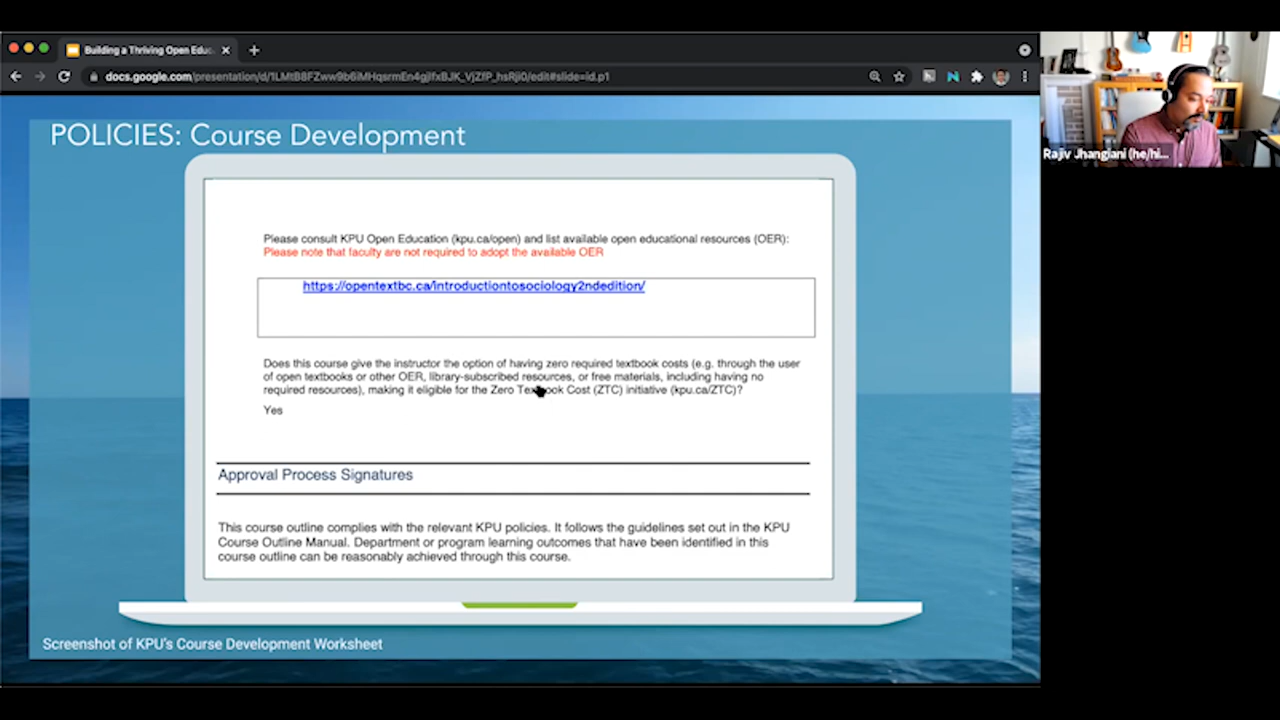 Building a Thriving Open Educ
docs.google.com/presentation/d/
POLICIES: Course Development
Please consult KPU Open Education (kpu.ca/open) and list available open educational resources (OER):
Please note that faculty are not required to adopt the available OER
https://opentextbc.ca/introductiontosociology2ndedition/
Does this course give the instructor the option of having zero required textbook costs (e.g. through the user
of open textbooks or other OER, library-subscribed resources, or free materials, including having no
required resources), making it eligible for the Zero Textbook Cost (ZTC) initiative (kpu.ca/ZTC)?
Yes
Approval Process Signatures
This course outline complies with the relevant KPU policies. It follows the guidelines set out in the KPU
Course Outline Manual. Department or program learning outcomes that have been identified in this
course outline can be reasonably achieved through this course.
Screenshot of KPU's Course Development Worksheet
Rajiv Jhangiani (he/hi...